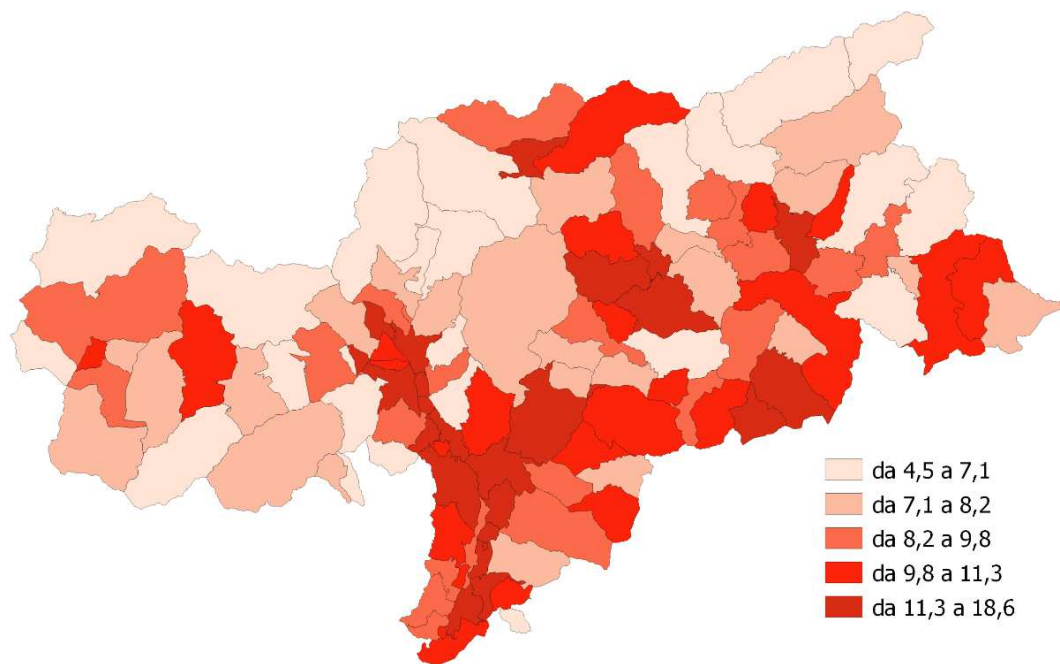 da 4,5 a 7,1
da 7,1 a 8,2
da 8,2 a 9,8
da 9,8 a 11,3
da 11,3 a 18,6